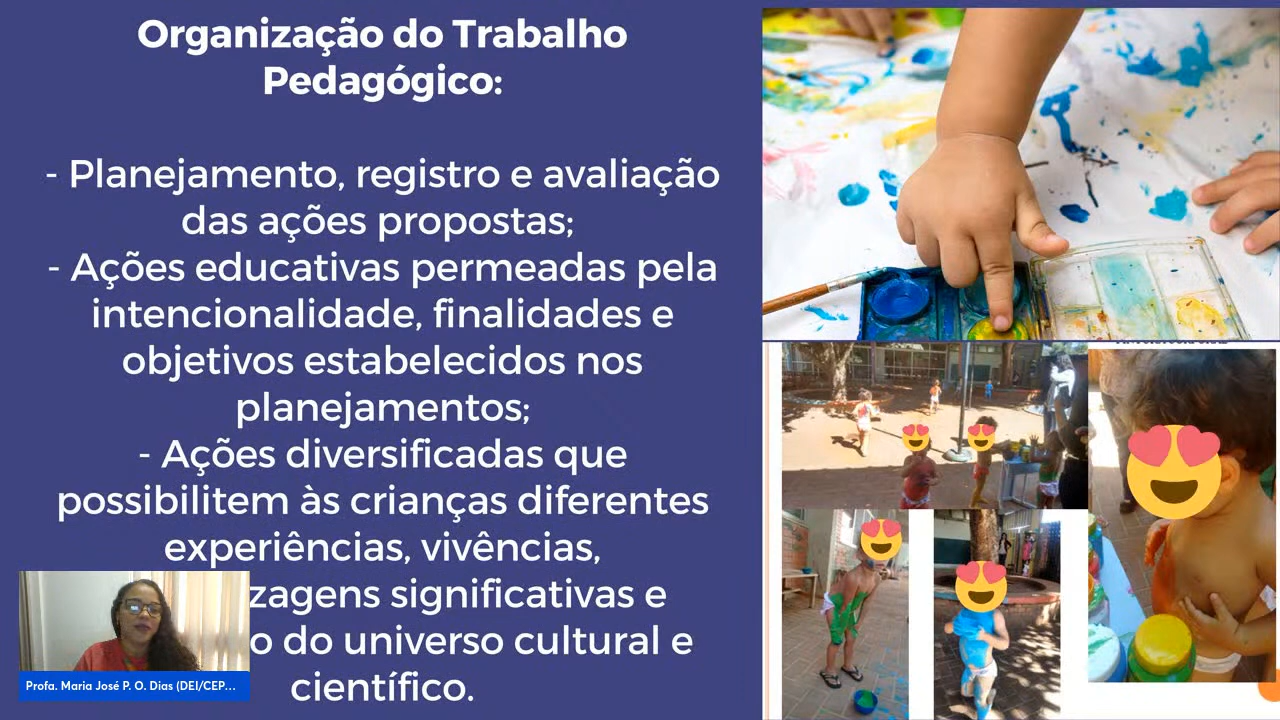 Organização do Trabalho
Pedagógico:
- Planejamento, registro e avaliação
das ações propostas;
- Ações educativas permeadas pela
intencionalidade, finalidades e
objetivos estabelecidos nos
planejamentos;
- Ações diversificadas que
possibilitem às crianças diferentes
experiências, vivências,
zagens significativas e
o do universo cultural e
científico.
Profa. Maria José P. O. Dias (DEI/CEP...